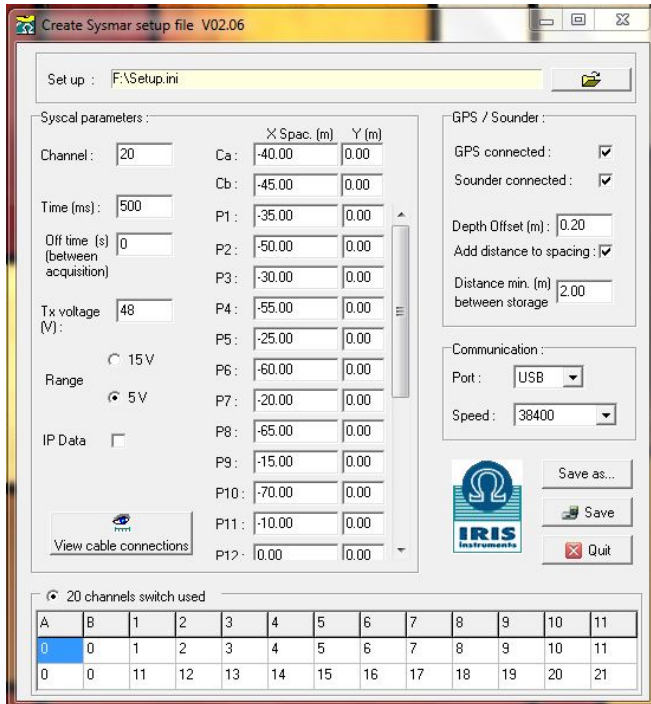 Create Sysmar setup file V02.06
Set up : F:\Setup.ini
Syscal parameters :
X Spac. (m) Y (m)
Channel : 20
Ca : -40.00 0.00
Cb : -45.00 0.00
Time (ms) : 500
P1 : -35.00 0.00
Off time (s) 0
(between
acquisition)
P2 : -50.00 0.00
P3 : -30.00 0.00
Tx voltage 48
(V) :
P4 : -55.00 0.00
P5 : -25.00 0.00
Range
15 V
5 V
P6 : -60.00 0.00
P7 : -20.00 0.00
IP Data
P8 : -65.00 0.00
P9 : -15.00 0.00
P10 : -70.00 0.00
View cable connections
P11 : -10.00 0.00
P12 : 0.00 0.00
GPS / Sounder :
GPS connected :
Sounder connected :
Depth Offset (m) : 0.20
Add distance to spacing :
Distance min. (m) 2.00
between storage
Communication :
Port : USB
Speed : 38400
IRIS
Instruments
Save as...
Save
Quit
20 channels switch used
A B 1 2 3 4 5 6 7 8 9 10 11
0 0 1 2 3 4 5 6 7 8 9 10 11
0 0 11 12 13 14 15 16 17 18 19 20 21